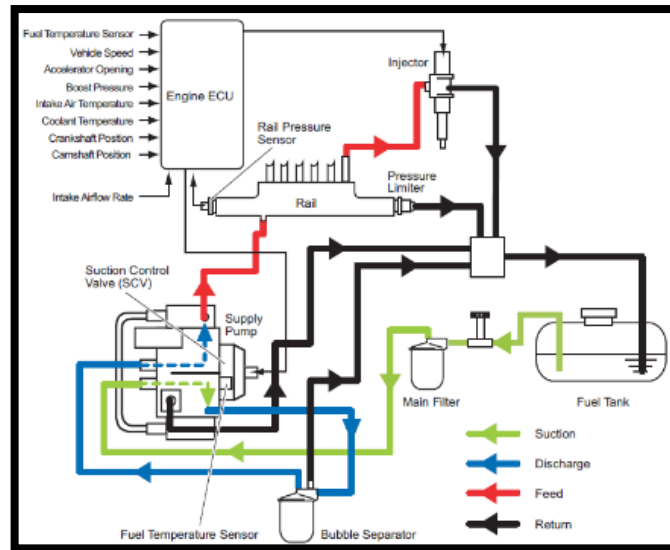 Fuel Temperature Sensor
Vehicle Speed
Accelerator Opening
Boost Pressure
Intake Air Temperature
Coolant Temperature
Crankshaft Position
Camshaft Position
Intake Airflow Rate
Engine ECU
Injector
Rail Pressure
Sensor
Pressure
Limiter
Rail
Suction Control
Valve (SCV)
Supply
Pump
Main Filter
Fuel Tank
Suction
Discharge
Feed
Return
Fuel Temperature Sensor
Bubble Separator